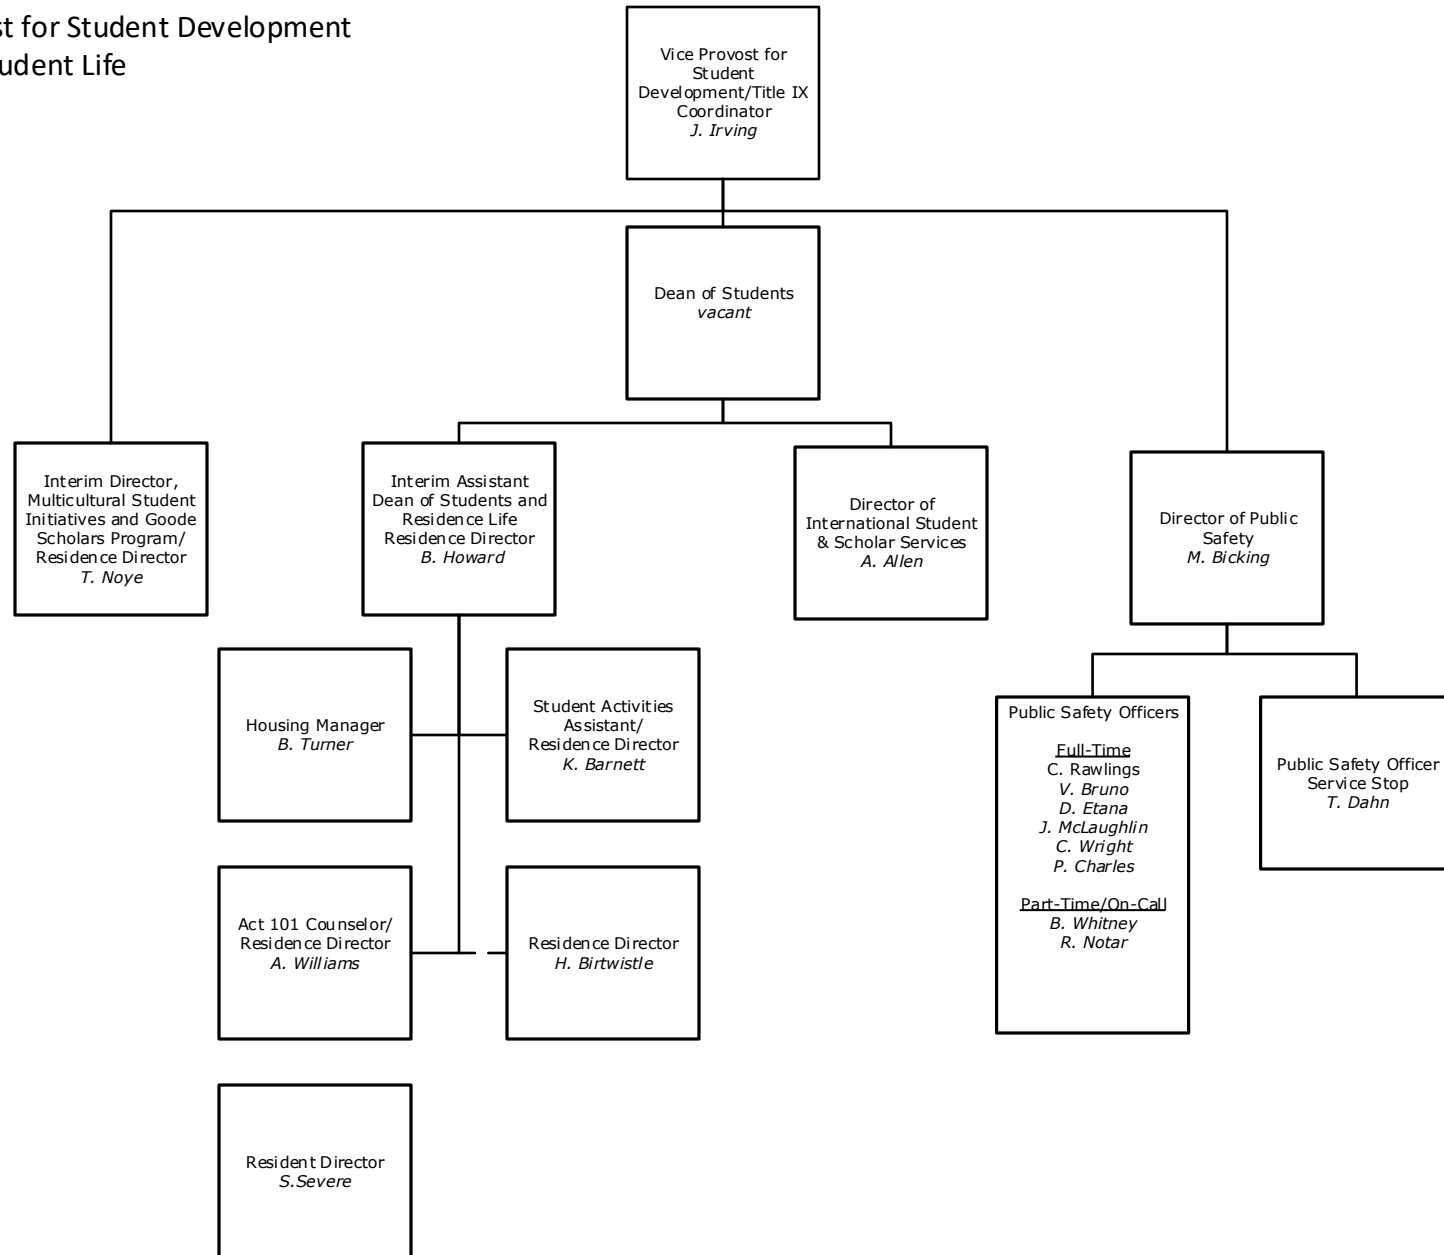 st for Student Development
udent Life
Vice Provost for
Student
Development/Title IX
Coordinator
J. Irving
Dean of Students
vacant
Interim Director,
Multicultural Student
Initiatives and Goode
Scholars Program/
Residence Director
T. Noye
Interim Assistant
Dean of Students and
Residence Life
Residence Director
B. Howard
Director of
International Student
& Scholar Services
A. Allen
Director of Public
Safety
M. Bicking
Housing Manager
B. Turner
Student Activities
Assistant/
Residence Director
K. Barnett
Public Safety Officers
Full-Time
C. Rawlings
V. Bruno
D. Etana
J. McLaughlin
C. Wright
P. Charles
Part-Time/On-Call
B. Whitney
R. Notar
Public Safety Officer
Service Stop
T. Dahn
Act 101 Counselor/
Residence Director
A. Williams
Residence Director
H. Birtwistle
Resident Director
S.Severe